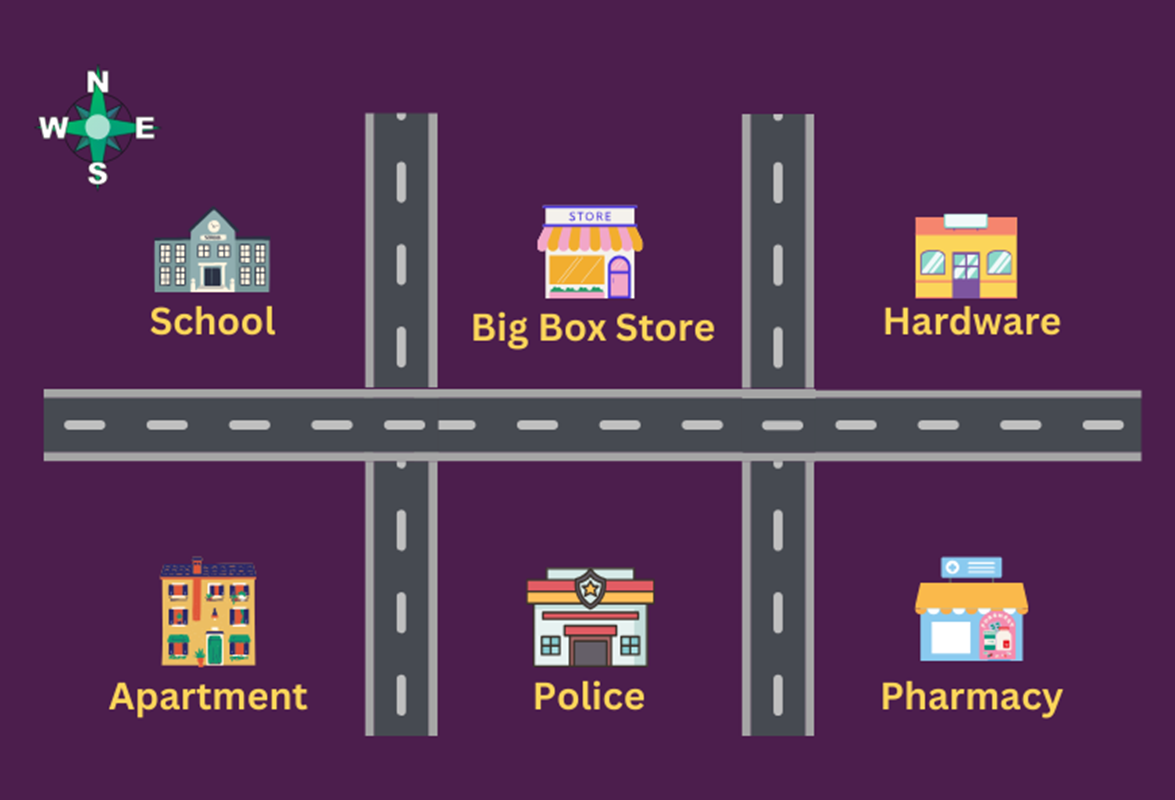 N
W E
S
STORE
School
Big Box Store
Hardware
Apartment
Police
Pharmacy